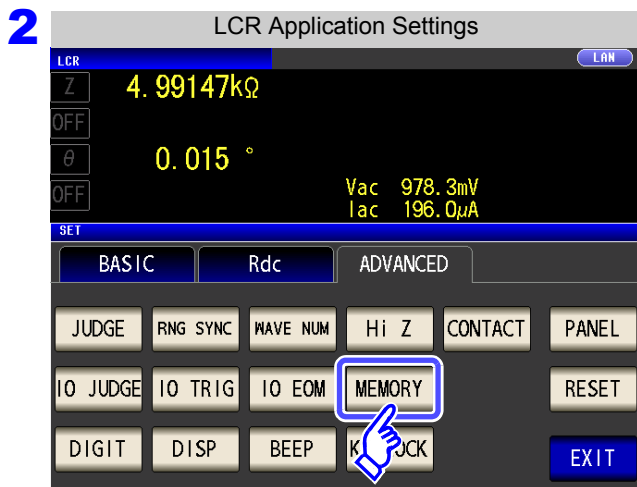 2
LCR Application Settings
LCR LAN
Z 4.99147kΩ
OFF
θ 0.015 °
OFF
Vac 978.3mV
Iac 196.0µA
SET
BASIC Rdc ADVANCED
JUDGE RNG SYNC WAVE NUM Hi Z CONTACT PANEL
IO JUDGE IO TRIG IO EOM MEMORY RESET
DIGIT DISP BEEP EXIT